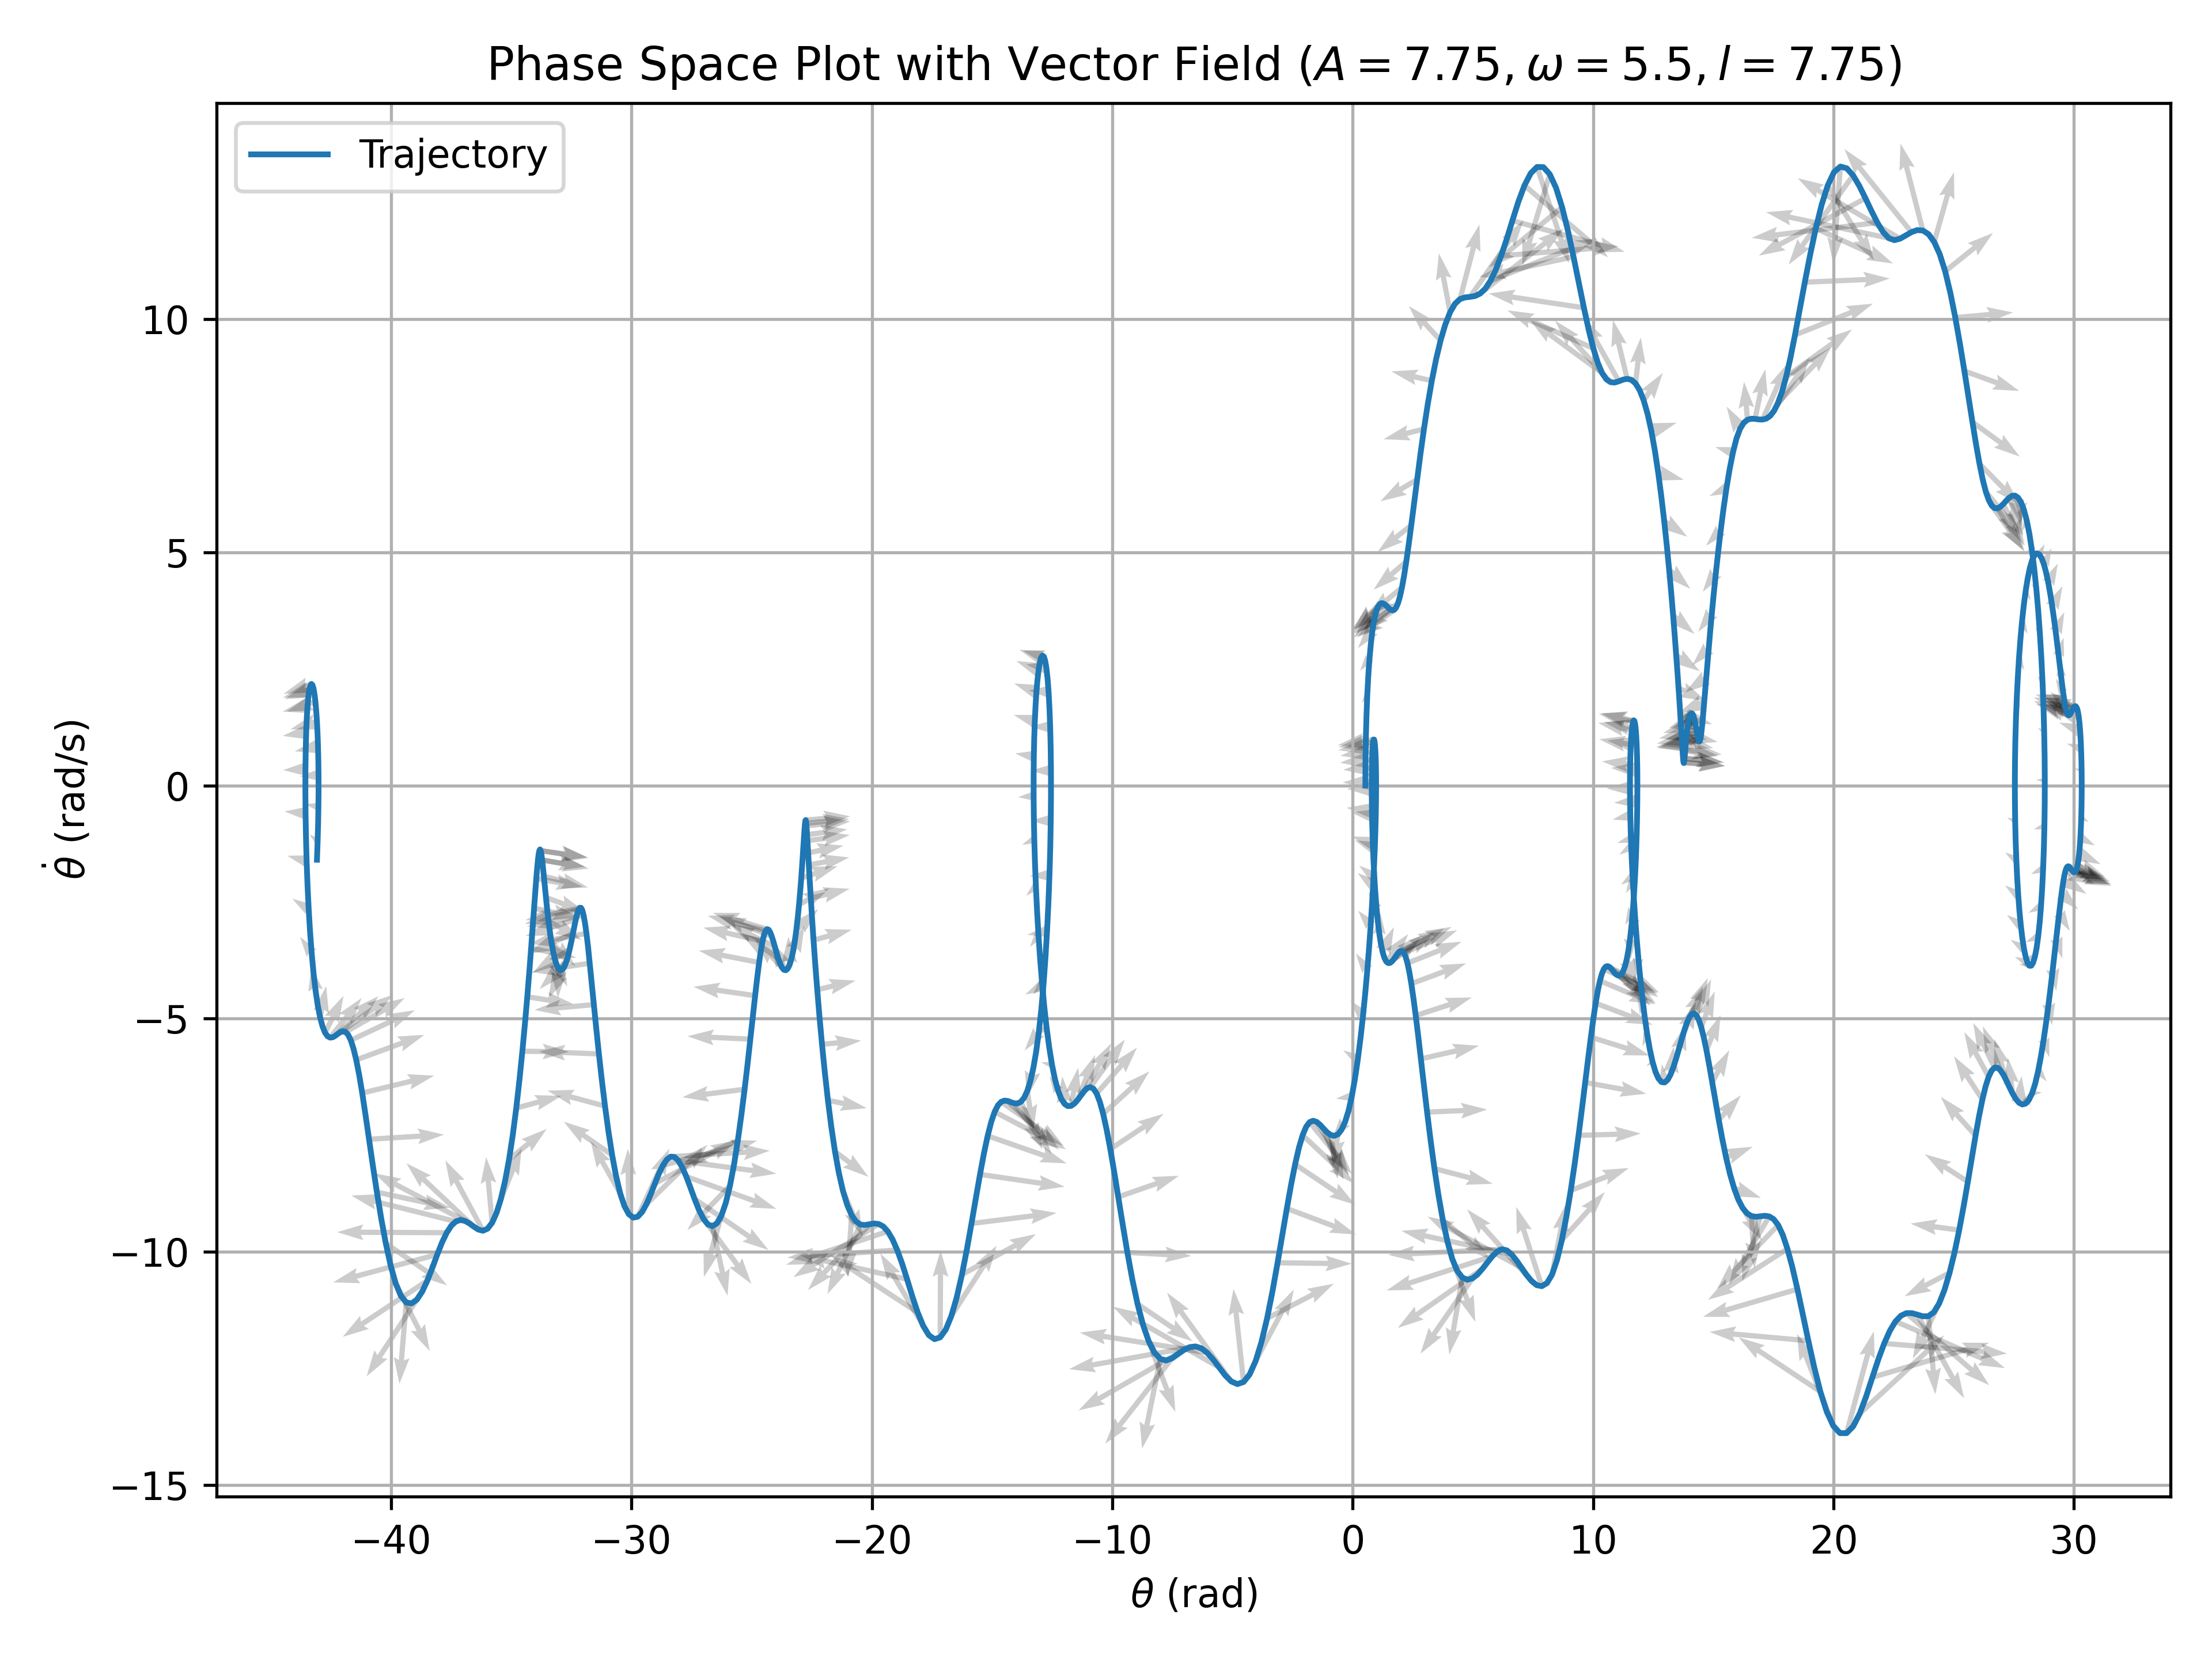 Phase Space Plot with Vector Field (A = 7.75, ω = 5.5, l = 7.75)
Trajectory
10
5
0
−5
−10
−15
θ̇ (rad/s)
−40 −30 −20 −10 0 10 20 30
θ (rad)